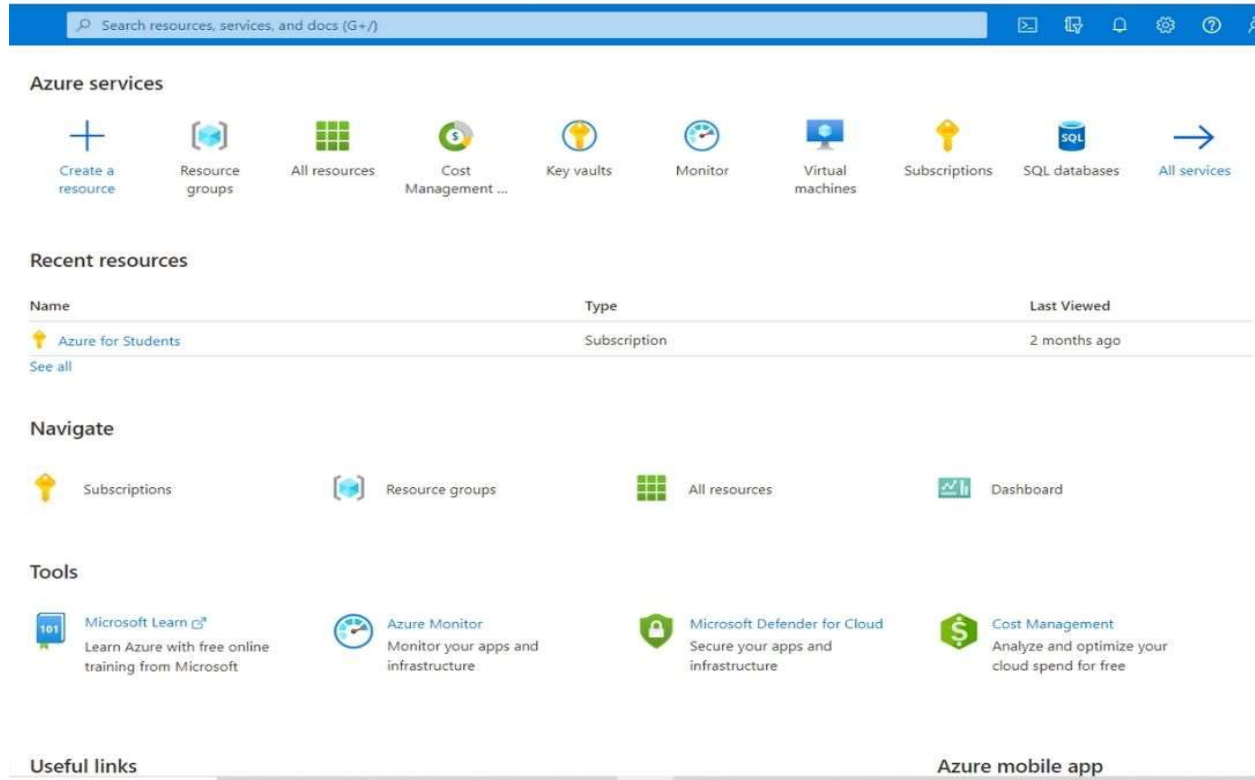 Search resources, services, and docs (G+/)
Azure services
Create a resource
Resource groups
All resources
Cost Management ...
Key vaults
Monitor
Virtual machines
Subscriptions
SQL
SQL databases
All services
Recent resources
Name Type Last Viewed
Azure for Students Subscription 2 months ago
See all
Navigate
Subscriptions Resource groups All resources Dashboard
Tools
101
Microsoft Learn
Learn Azure with free online
training from Microsoft
Azure Monitor
Monitor your apps and
infrastructure
Microsoft Defender for Cloud
Secure your apps and
infrastructure
Cost Management
Analyze and optimize your
cloud spend for free
Useful links Azure mobile app